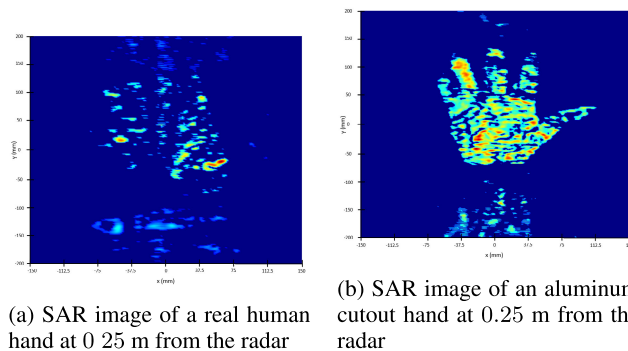 200
150
100
50
0
-50
-100
-150
-200
y (mm)
-150 -112.5 -75 -37.5 0 37.5 75 112.5 150
x (mm)
(a) SAR image of a real human
hand at 0 25 m from the radar
200
150
100
50
0
-50
-100
-150
-200
y (mm)
-150 -112.5 -75 -37.5 0 37.5 75 112.5
x (mm)
(b) SAR image of an aluminum
cutout hand at 0.25 m from the
radar